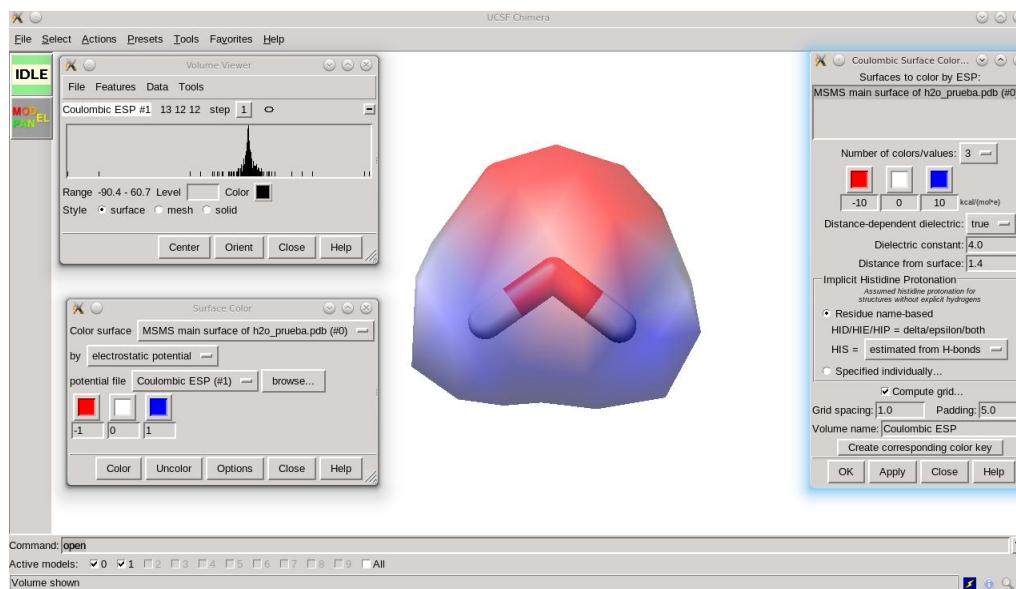 UCSF Chimera
File Select Actions Presets Tools Favorites Help
IDLE
MODEL
PANEL
Volume Viewer
File Features Data Tools
Coulombic ESP #1 13 12 12 step 1
Range -90.4 - 60.7 Level Color
Style surface mesh solid
Center Orient Close Help
Surface Color
Color surface MSMS main surface of h2o_prueba.pdb (#0)
by electrostatic potential
potential file Coulombic ESP (#1) browse...
-1 0 1
Color Uncolor Options Close Help
Coulombic Surface Color...
Surfaces to color by ESP:
MSMS main surface of h2o_prueba.pdb (#0)
Number of colors/values: 3
-10 0 10 kcal/(mol*e)
Distance-dependent dielectric: true
Dielectric constant: 4.0
Distance from surface: 1.4
Implicit Histidine Protonation
Assumed histidine protonation for
structures without explicit hydrogens
Residue name-based
HID/HIE/HIP = delta/epsilon/both
HIS = estimated from H-bonds
Specified individually...
Compute grid...
Grid spacing: 1.0 Padding: 5.0
Volume name: Coulombic ESP
Create corresponding color key
OK Apply Close Help
Command: open
Active models: 0 1 2 3 4 5 6 7 8 9 All
Volume shown